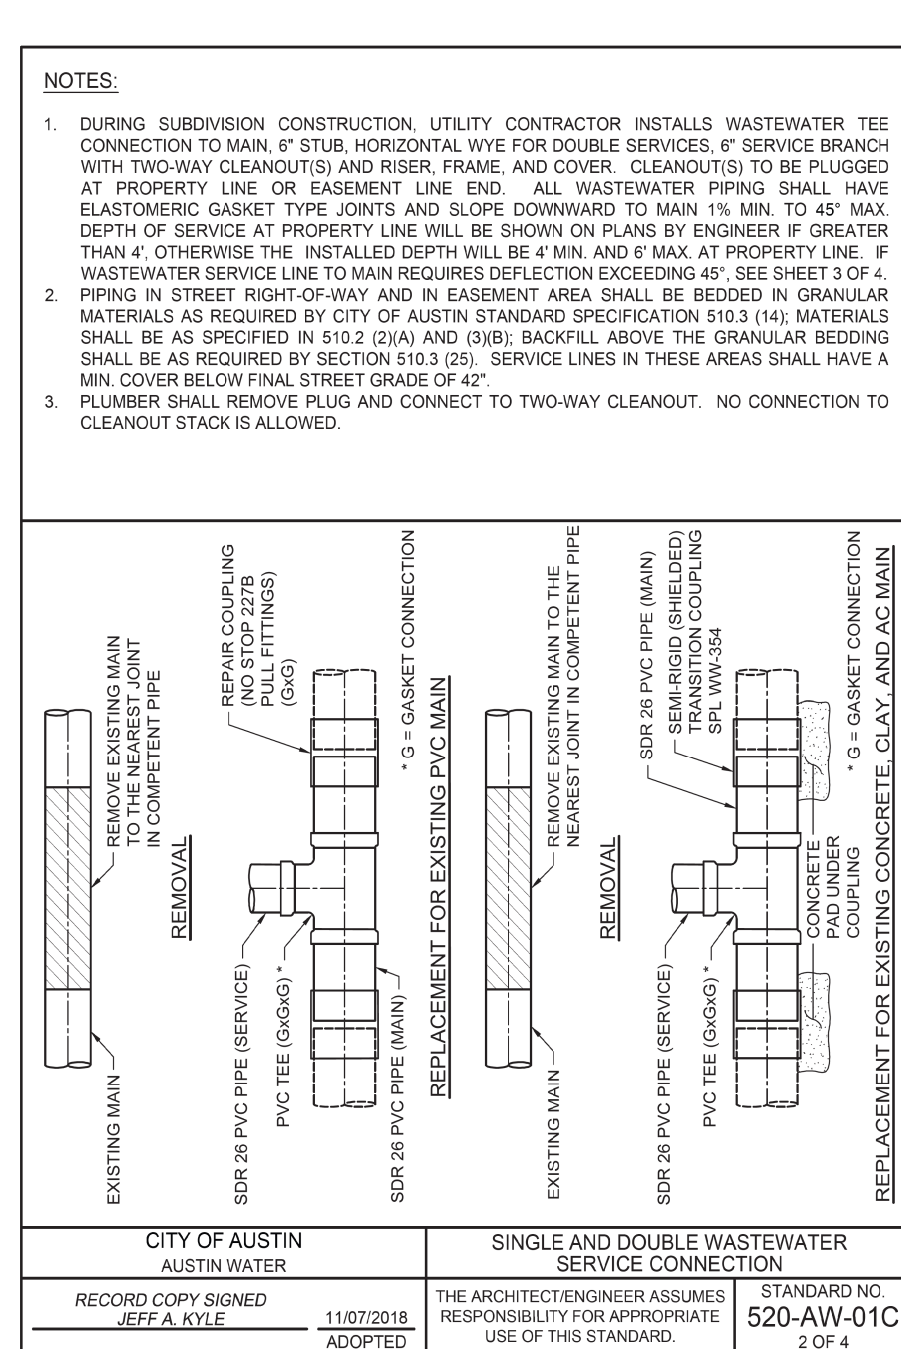 NOTES:
1. DURING SUBDIVISION CONSTRUCTION, UTILITY CONTRACTOR INSTALLS WASTEWATER TEE
CONNECTION TO MAIN, 6" STUB, HORIZONTAL WYE FOR DOUBLE SERVICES, 6" SERVICE BRANCH
WITH TWO-WAY CLEANOUT(S) AND RISER, FRAME, AND COVER. CLEANOUT(S) TO BE PLUGGED
AT PROPERTY LINE OR EASEMENT LINE END. ALL WASTEWATER PIPING SHALL HAVE
ELASTOMERIC GASKET TYPE JOINTS AND SLOPE DOWNWARD TO MAIN 1% MIN. TO 45° MAX.
DEPTH OF SERVICE AT PROPERTY LINE WILL BE SHOWN ON PLANS BY ENGINEER IF GREATER
THAN 4', OTHERWISE THE INSTALLED DEPTH WILL BE 4' MIN. AND 6' MAX. AT PROPERTY LINE. IF
WASTEWATER SERVICE LINE TO MAIN REQUIRES DEFLECTION EXCEEDING 45°, SEE SHEET 3 OF 4.
2. PIPING IN STREET RIGHT-OF-WAY AND IN EASEMENT AREA SHALL BE BEDDED IN GRANULAR
MATERIALS AS REQUIRED BY CITY OF AUSTIN STANDARD SPECIFICATION 510.3 (14); MATERIALS
SHALL BE AS SPECIFIED IN 510.2 (2)(A) AND (3)(B); BACKFILL ABOVE THE GRANULAR BEDDING
SHALL BE AS REQUIRED BY SECTION 510.3 (25). SERVICE LINES IN THESE AREAS SHALL HAVE A
MIN. COVER BELOW FINAL STREET GRADE OF 42".
3. PLUMBER SHALL REMOVE PLUG AND CONNECT TO TWO-WAY CLEANOUT. NO CONNECTION TO
CLEANOUT STACK IS ALLOWED.
EXISTING MAIN
REMOVE EXISTING MAIN
TO THE NEAREST JOINT
IN COMPETENT PIPE
REMOVAL
SDR 26 PVC PIPE (SERVICE)
PVC TEE (GxGxG) *
SDR 26 PVC PIPE (MAIN)
REPAIR COUPLING
(NO STOP 227B
PULL FITTINGS)
(GxG)
* G = GASKET CONNECTION
REPLACEMENT FOR EXISTING PVC MAIN
EXISTING MAIN
REMOVE EXISTING MAIN TO THE
NEAREST JOINT IN COMPETENT PIPE
REMOVAL
SDR 26 PVC PIPE (SERVICE)
PVC TEE (GxGxG) *
SDR 26 PVC PIPE (MAIN)
SEMI-RIGID (SHIELDED)
TRANSITION COUPLING
SPL WW-354
CONCRETE
PAD UNDER
COUPLING
* G = GASKET CONNECTION
REPLACEMENT FOR EXISTING CONCRETE, CLAY, AND AC MAIN
CITY OF AUSTIN
AUSTIN WATER
SINGLE AND DOUBLE WASTEWATER
SERVICE CONNECTION
RECORD COPY SIGNED
JEFF A. KYLE
11/07/2018
ADOPTED
THE ARCHITECT/ENGINEER ASSUMES
RESPONSIBILITY FOR APPROPRIATE
USE OF THIS STANDARD.
STANDARD NO.
520-AW-01C
2 OF 4